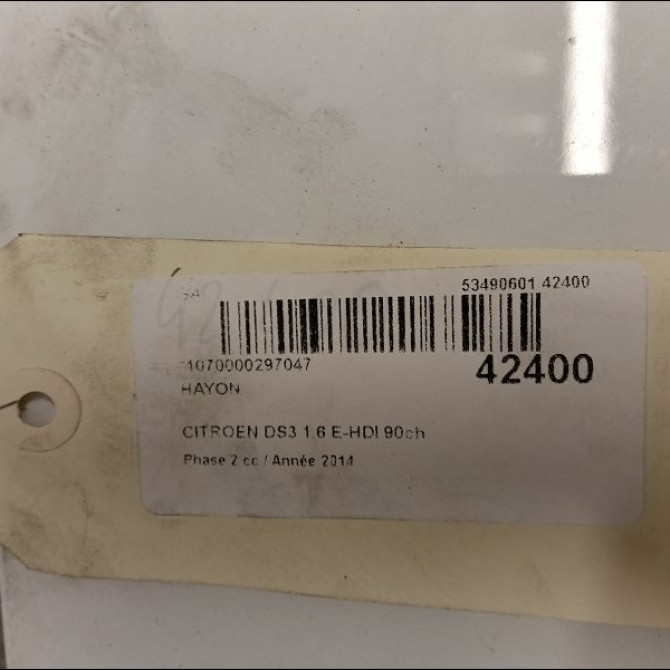 53490601 42400
1070000297047
42400
HAYON
CITROEN DS3 1.6 E-HDI 90ch
Phase 2 cc / Année 2014